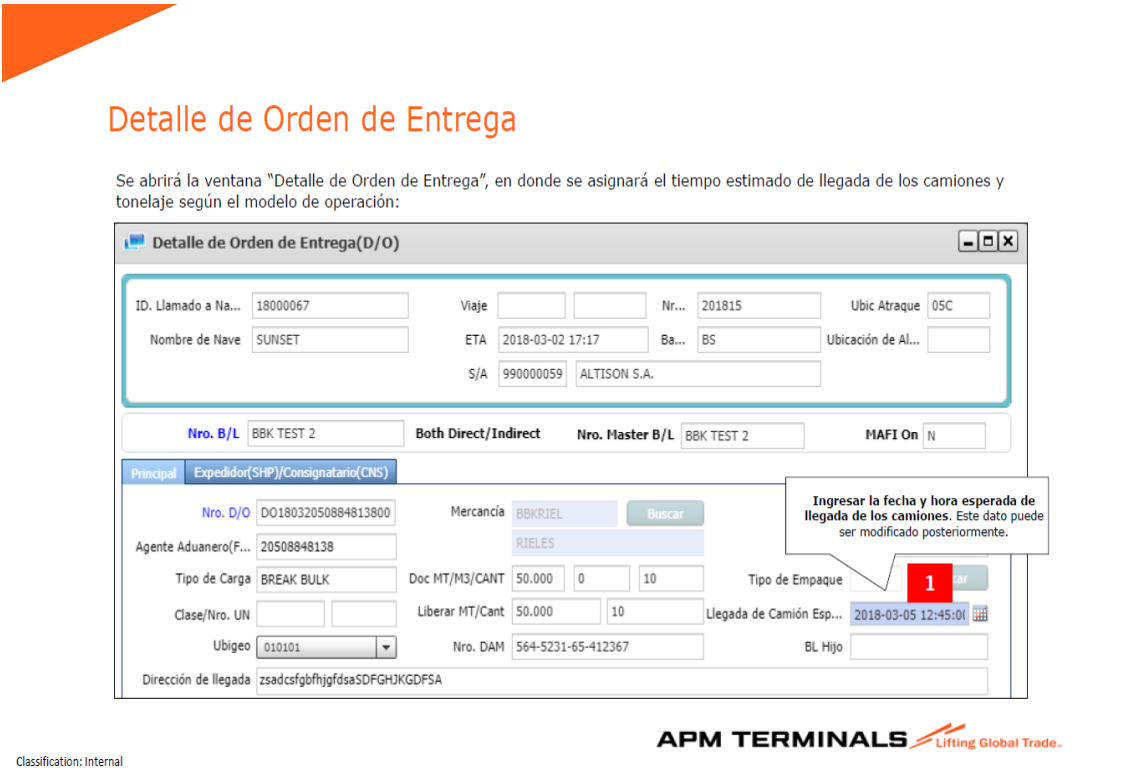 Detalle de Orden de Entrega
Se abrirá la ventana “Detalle de Orden de Entrega”, en donde se asignará el tiempo estimado de llegada de los camiones y
tonelaje según el modelo de operación:
Detalle de Orden de Entrega(D/O)
ID. Llamado a Na... 18000067 Viaje Nr... 201815 Ubic Atraque 05C
Nombre de Nave SUNSET ETA 2018-03-02 17:17 Ba... BS Ubicación de Al...
S/A 990000059 ALTISON S.A.
Nro. B/L BBK TEST 2 Both Direct/Indirect Nro. Master B/L BBK TEST 2 MAFI On N
Principal Expedidor(SHP)/Consignatario(CNS)
Ingresar la fecha y hora esperada de
llegada de los camiones. Este dato puede
ser modificado posteriormente.
Nro. D/O DO18032050884813800 Mercancía BBKRIEL Buscar
Agente Aduanero(F... 20508848138 RIELES
Tipo de Carga BREAK BULK Doc MT/M3/CANT 50.000 0 10 Tipo de Empaque 1 car
Clase/Nro. UN Liberar MT/Cant 50.000 10 Llegada de Camión Esp... 2018-03-05 12:45:00
Ubigeo 010101 Nro. DAM 564-5231-65-412367 BL Hijo
Dirección de llegada zsadcsfgbfhjgfdsaSDFGHJKGDFSA
APM TERMINALS Lifting Global Trade.
Classification: Internal